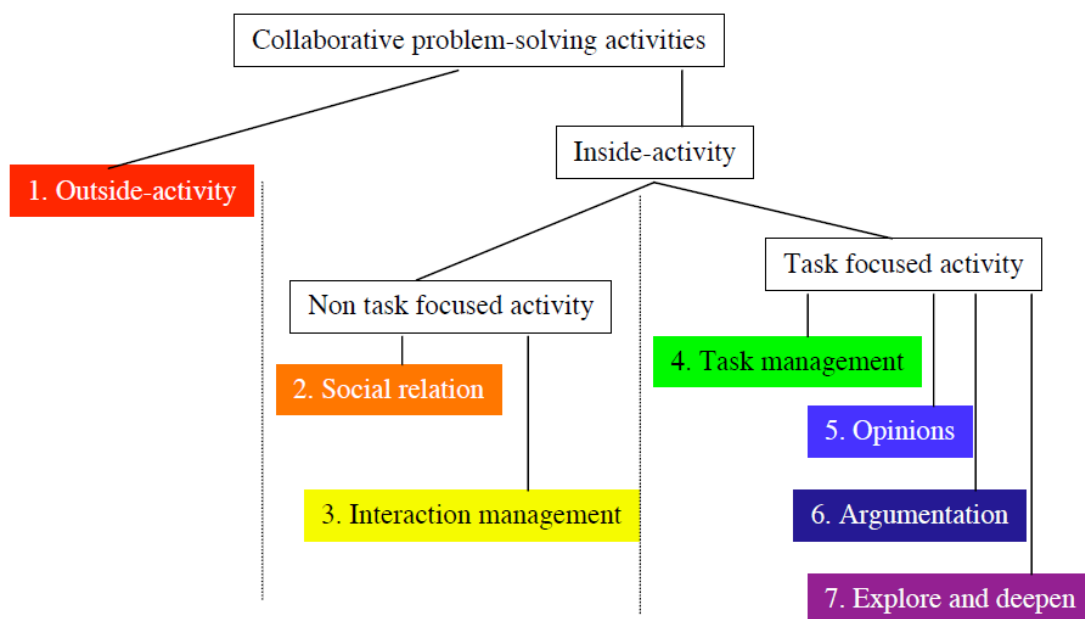 Collaborative problem-solving activities
Inside-activity
1. Outside-activity
Task focused activity
Non task focused activity
4. Task management
2. Social relation
5. Opinions
3. Interaction management
6. Argumentation
7. Explore and deepen